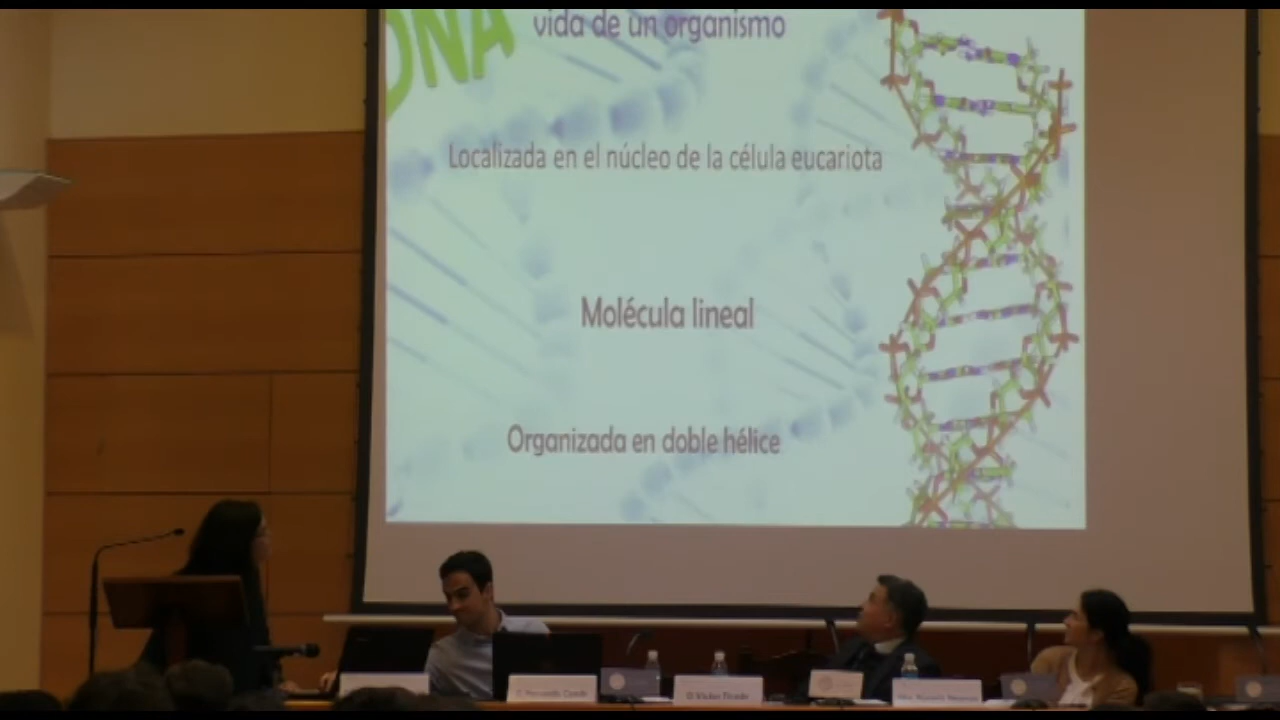 DNA
vida de un organismo
Localizada en el núcleo de la célula eucariota
Molécula lineal
Organizada en doble hélice